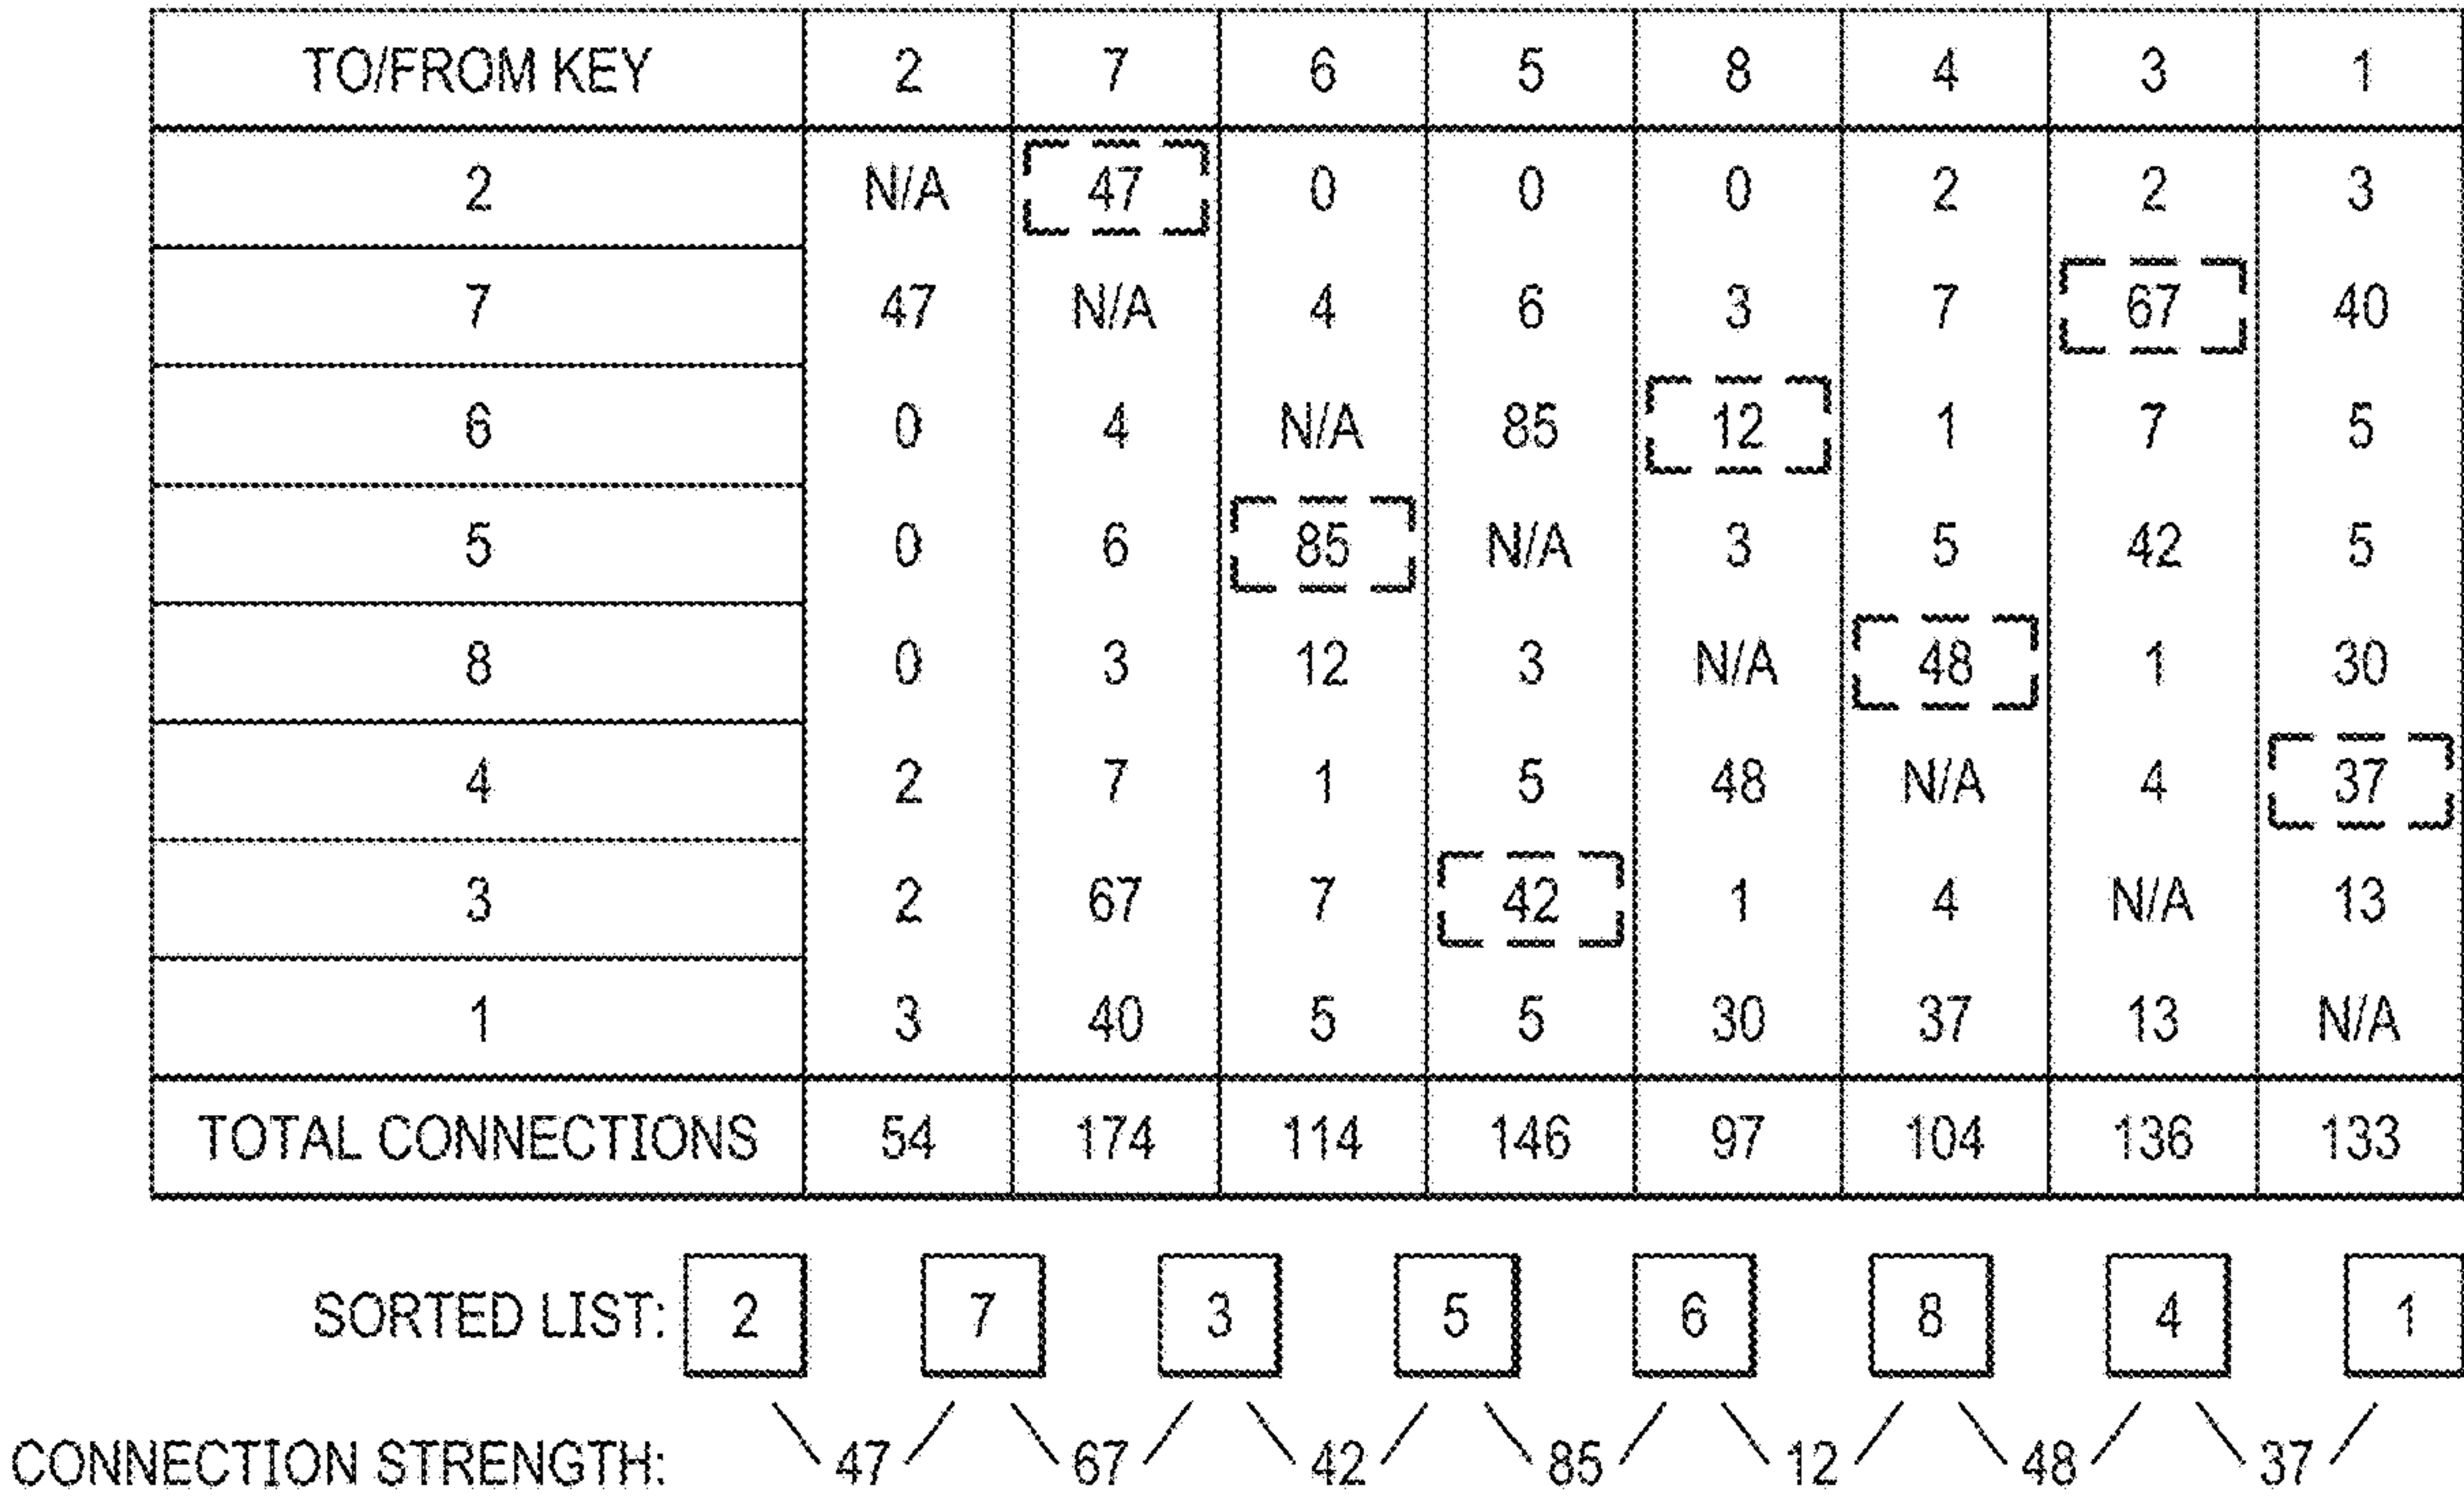 TO/FROM KEY 2 7 6 5 8 4 3 1
2 N/A 47 0 0 0 2 2 3
7 47 N/A 4 6 3 7 67 40
6 0 4 N/A 85 12 1 7 5
5 0 6 85 N/A 3 5 42 5
8 0 3 12 3 N/A 48 1 30
4 2 7 1 5 48 N/A 4 37
3 2 67 7 42 1 4 N/A 13
1 3 40 5 5 30 37 13 N/A
TOTAL CONNECTIONS 54 174 114 146 97 104 136 133
SORTED LIST: 2 7 3 5 6 8 4 1
CONNECTION STRENGTH: 47 67 42 85 12 48 37